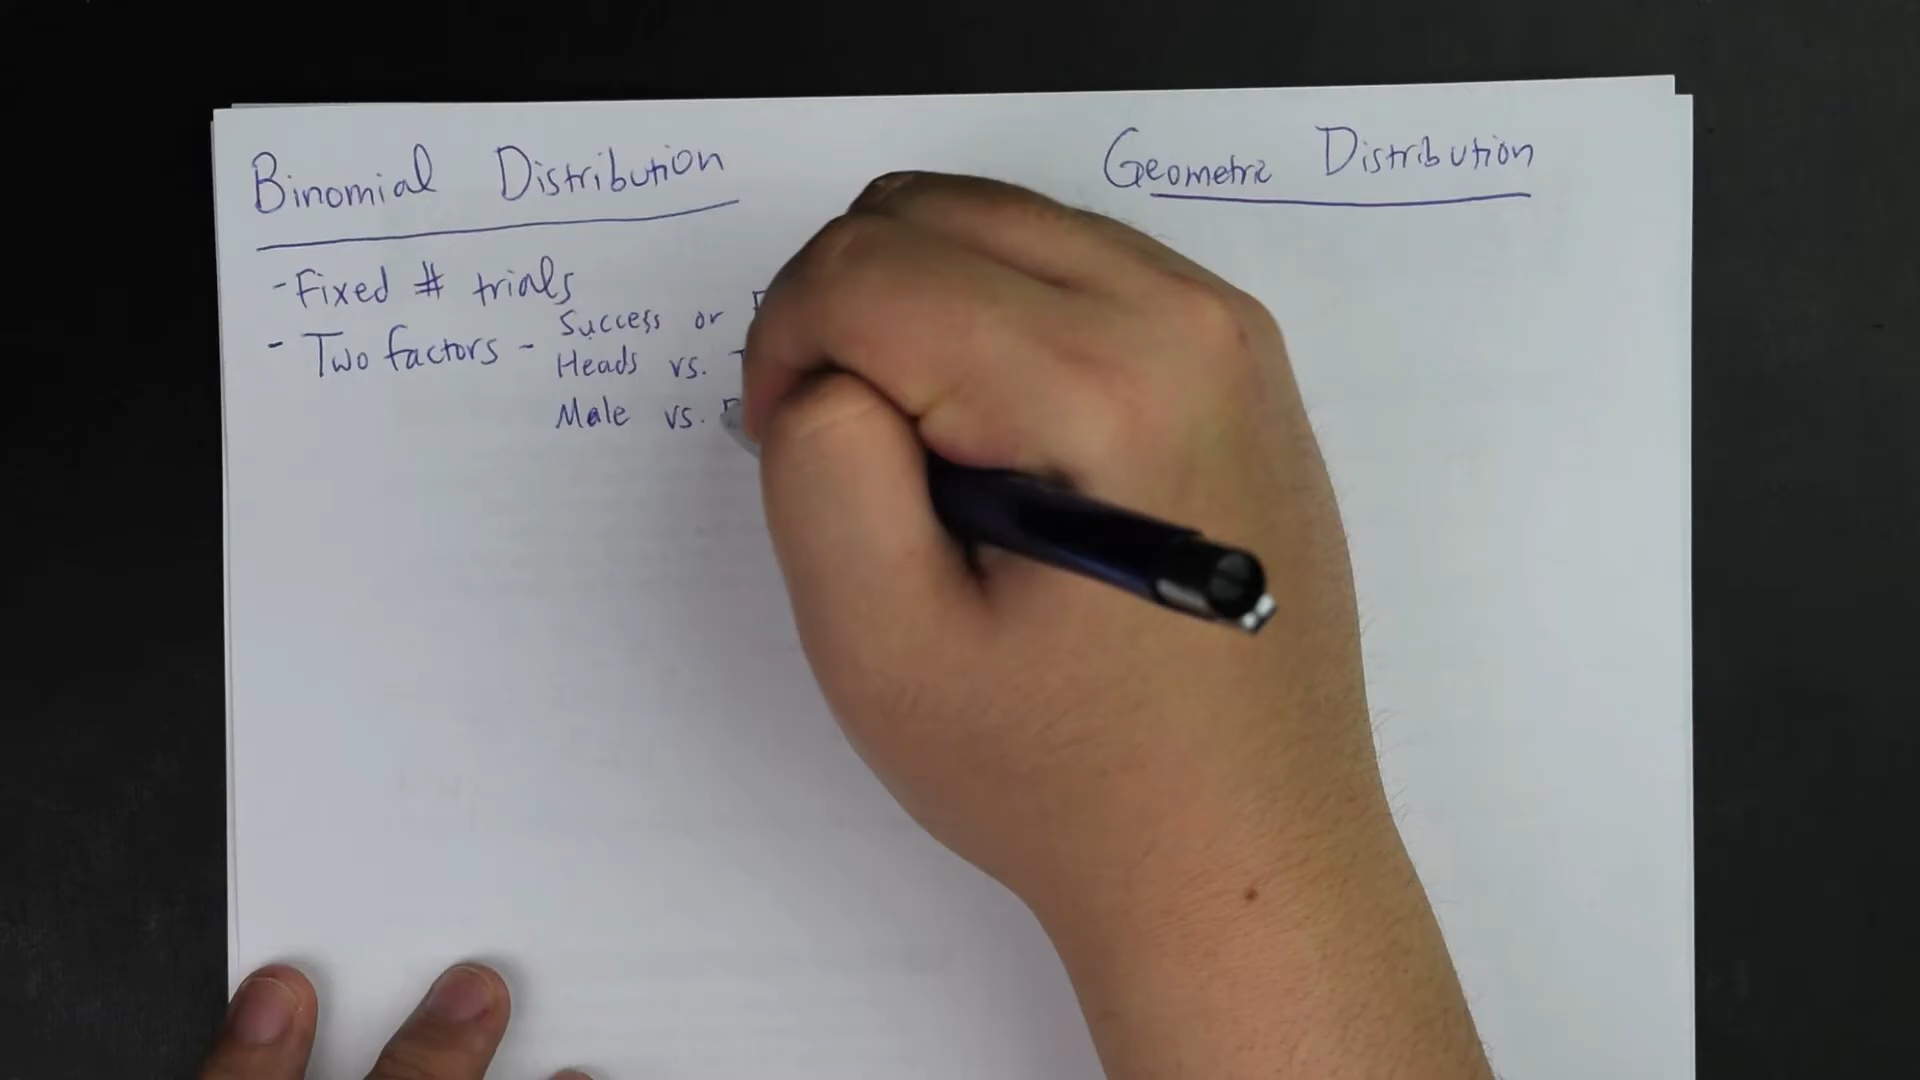 Binomial Distribution
- Fixed # trials
- Two factors - Success or
Heads vs.
Male vs.
Geometric Distribution